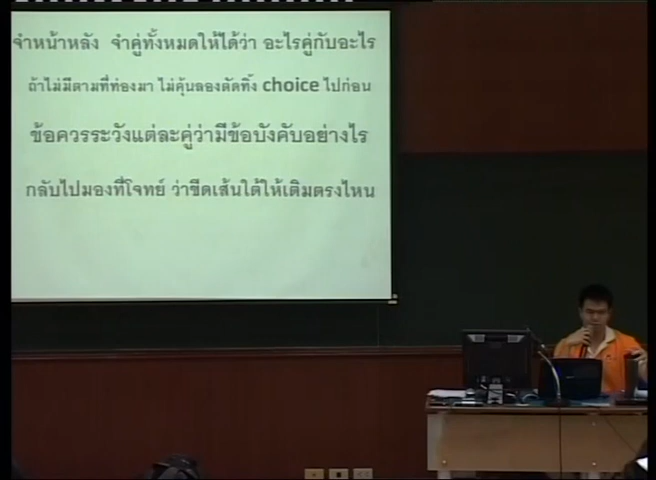 จำหน้าหลัง จำคู่ทั้งหมดให้ได้ว่า อะไรคู่กับอะไร
ถ้าไม่มีตามที่ท่องมา ไม่คุ้นลองตัดทิ้ง choice ไปก่อน
ข้อควรระวังแต่ละคู่ว่ามีข้อบังคับอย่างไร
กลับไปมองที่โจทย์ ว่าขีดเส้นใต้ให้เติมตรงไหน